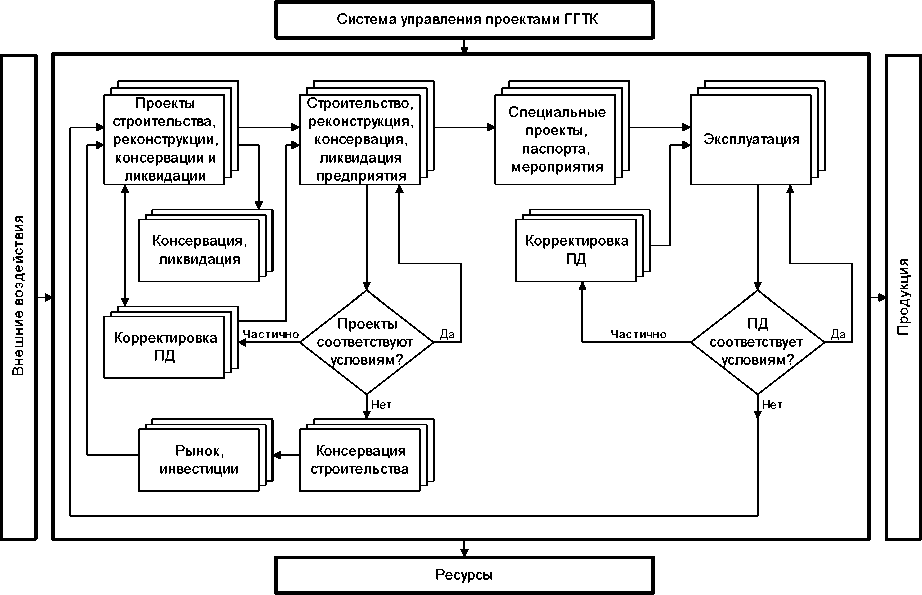 Система управления проектами ГГТК
Внешние воздействия
Проекты
строительства,
реконструкции,
консервации и
ликвидации
Строительство,
реконструкция,
консервация,
ликвидация
предприятия
Специальные
проекты,
паспорта,
мероприятия
Эксплуатация
Продукция
Консервация,
ликвидация
Корректировка
ПД
Корректировка
ПД
Частично
Проекты
соответствуют
условиям?
Да
Нет
Частично
ПД
соответствует
условиям?
Да
Нет
Рынок,
инвестиции
Консервация
строительства
Ресурсы